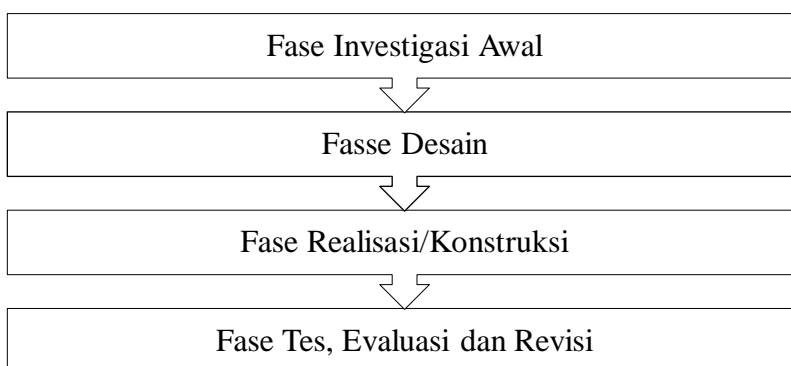 Fase Investigasi Awal
Fasse Desain
Fase Realisasi/Konstruksi
Fase Tes, Evaluasi dan Revisi